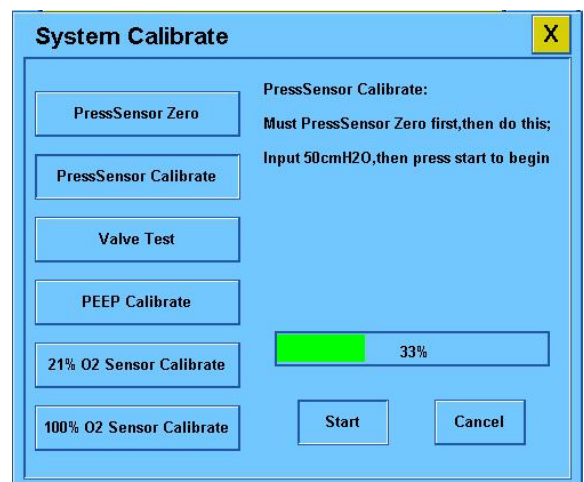 System Calibrate
X
PressSensor Zero
PressSensor Calibrate
Valve Test
PEEP Calibrate
21% O2 Sensor Calibrate
100% O2 Sensor Calibrate
PressSensor Calibrate:
Must PressSensor Zero first,then do this;
Input 50cmH2O,then press start to begin
33%
Start
Cancel